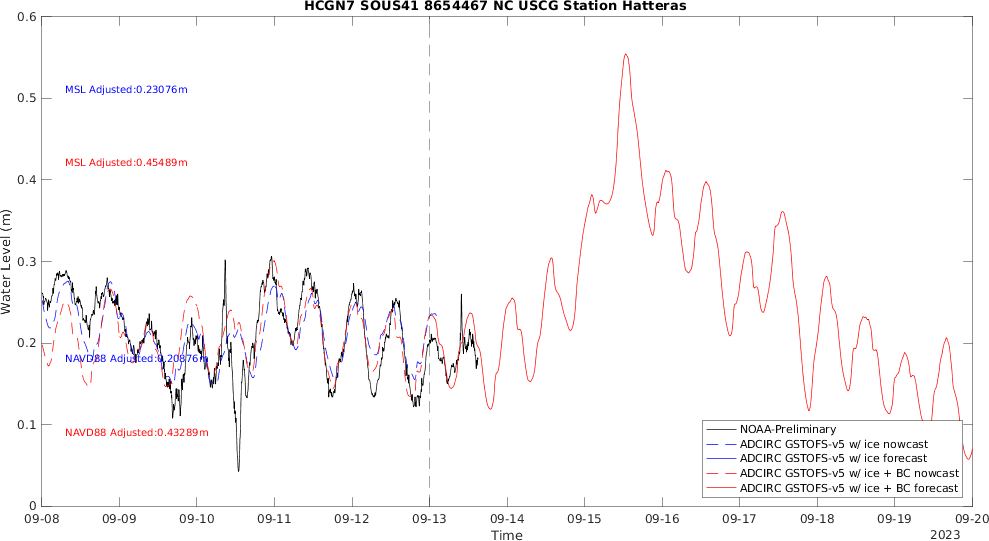 HCGN7 SOUS41 8654467 NC USCG Station Hatteras
0.6
0.5
0.4
0.3
0.2
0.1
0
Water Level (m)
MSL Adjusted:0.23076m
MSL Adjusted:0.45489m
NAVD88 Adjusted:0.20876m
NAVD88 Adjusted:0.43289m
NOAA-Preliminary
ADCIRC GSTOFS-v5 w/ ice nowcast
ADCIRC GSTOFS-v5 w/ ice forecast
ADCIRC GSTOFS-v5 w/ ice + BC nowcast
ADCIRC GSTOFS-v5 w/ ice + BC forecast
09-08 09-09 09-10 09-11 09-12 09-13 09-14 09-15 09-16 09-17 09-18 09-19 09-20
Time
2023